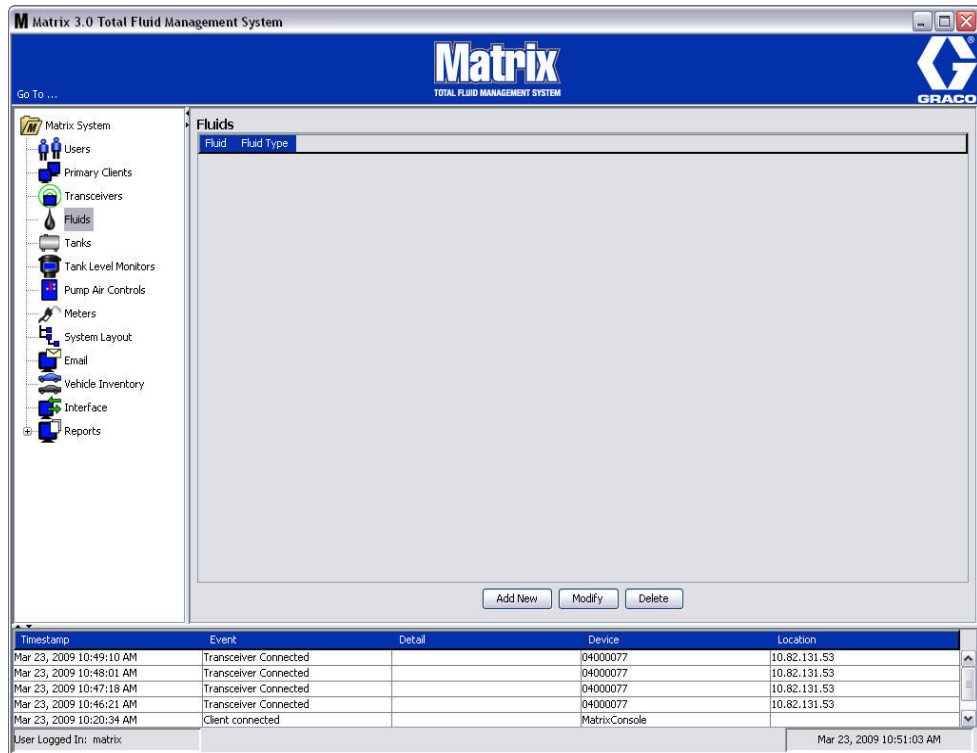 M Matrix 3.0 Total Fluid Management System
Matrix
TOTAL FLUID MANAGEMENT SYSTEM
Go To ...
GRACO
Matrix System
Users
Primary Clients
Transceivers
Fluids
Tanks
Tank Level Monitors
Pump Air Controls
Meters
System Layout
Email
Vehicle Inventory
Interface
Reports
Fluids
Fluid Fluid Type
Add New Modify Delete
Timestamp Event Detail Device Location
Mar 23, 2009 10:49:10 AM Transceiver Connected 04000077 10.82.131.53
Mar 23, 2009 10:48:01 AM Transceiver Connected 04000077 10.82.131.53
Mar 23, 2009 10:47:18 AM Transceiver Connected 04000077 10.82.131.53
Mar 23, 2009 10:46:21 AM Transceiver Connected 04000077 10.82.131.53
Mar 23, 2009 10:20:34 AM Client connected MatrixConsole
User Logged In: matrix Mar 23, 2009 10:51:03 AM